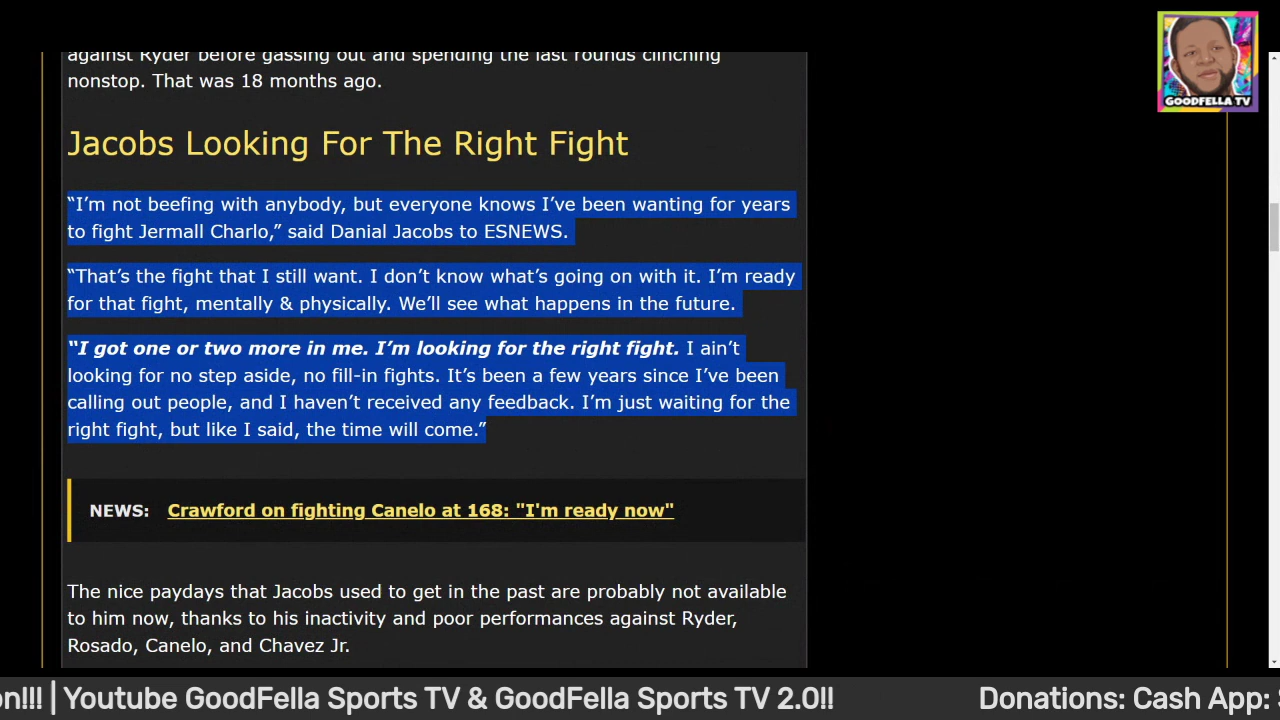 against Ryder before gassing out and spending the last rounds clinching
nonstop. That was 18 months ago.
GOODFELLA TV
Jacobs Looking For The Right Fight
“I’m not beefing with anybody, but everyone knows I’ve been wanting for years
to fight Jermall Charlo,” said Danial Jacobs to ESNEWS.
“That’s the fight that I still want. I don’t know what’s going on with it. I’m ready
for that fight, mentally & physically. We’ll see what happens in the future.
“I got one or two more in me. I’m looking for the right fight. I ain’t
looking for no step aside, no fill-in fights. It’s been a few years since I’ve been
calling out people, and I haven’t received any feedback. I’m just waiting for the
right fight, but like I said, the time will come.”
NEWS: Crawford on fighting Canelo at 168: "I'm ready now"
The nice paydays that Jacobs used to get in the past are probably not available
to him now, thanks to his inactivity and poor performances against Ryder,
Rosado, Canelo, and Chavez Jr.
on!!! | Youtube GoodFella Sports TV & GoodFella Sports TV 2.0!! Donations: Cash App: